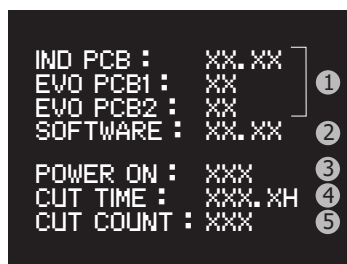 IND PCB : XX.XX
EVO PCB1 : XX 1
EVO PCB2 : XX
SOFTWARE : XX.XX 2
POWER ON : XXX 3
CUT TIME : XXX.XH 4
CUT COUNT : XXX 5